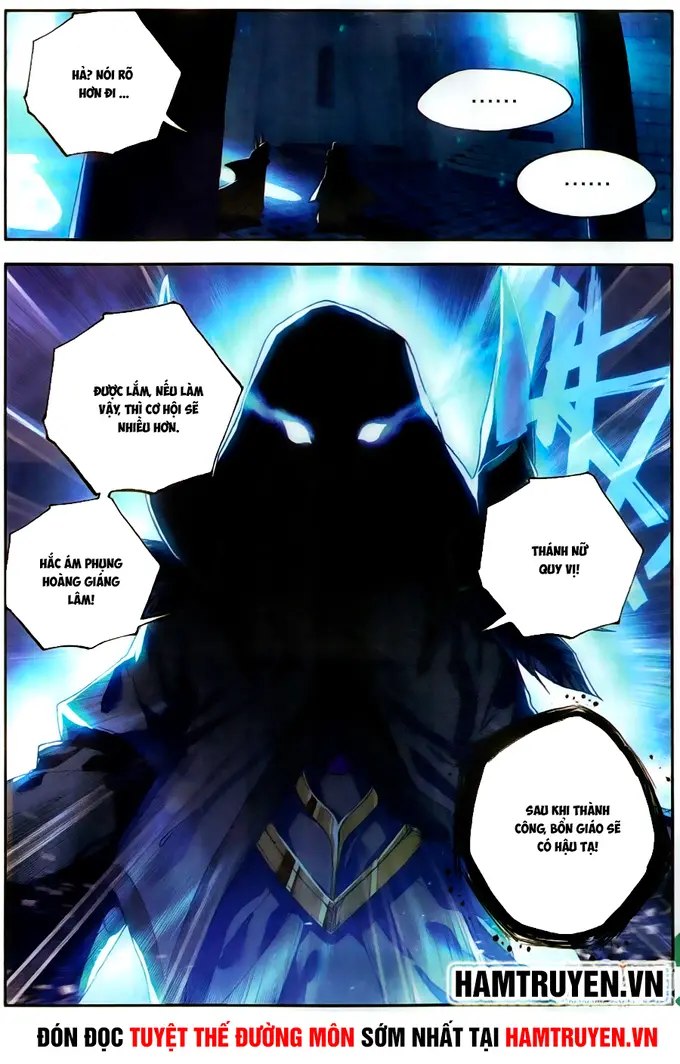 HẢ? NÓI RÕ
HƠN ĐI ...
......
......
ĐƯỢC LẮM, NẾU LÀM
VẬY, THÌ CƠ HỘI SẼ
NHIỀU HƠN.
HẮC ÁM PHỤNG
HOÀNG GIÁNG
LÂM!
THÁNH NỮ
QUY VỊ!
SAU KHI THÀNH
CÔNG, BỔN GIÁO SẼ
CÓ HẬU TẠ!
HAMTRUYEN.VN
ĐÓN ĐỌC TUYỆT THẾ ĐƯỜNG MÔN SỚM NHẤT TẠI HAMTRUYEN.VN